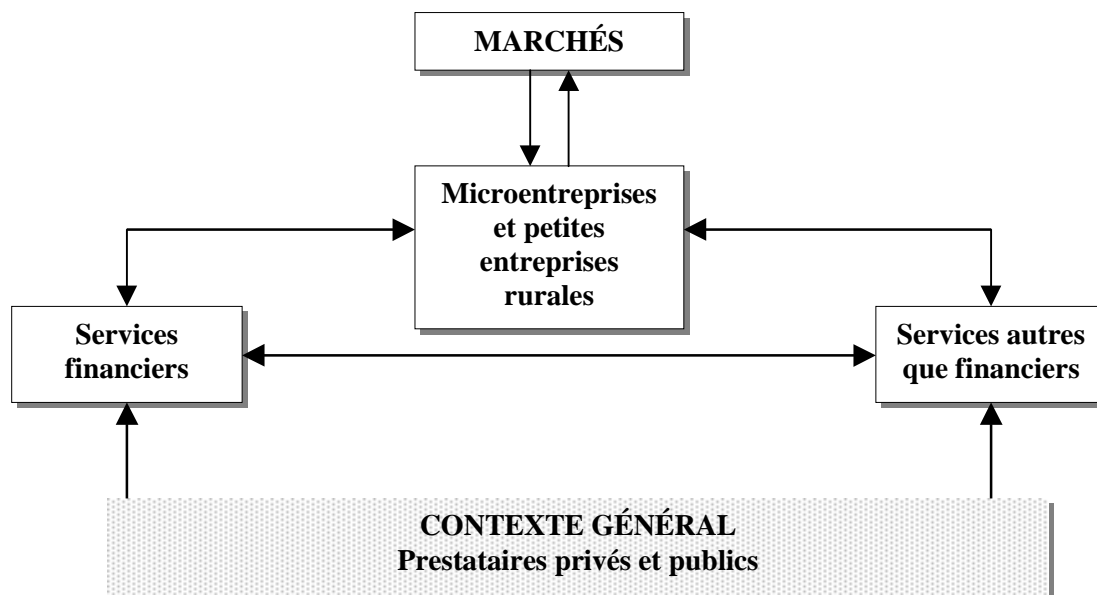 MARCHÉS
Microentreprises
et petites
entreprises
rurales
Services
financiers
Services autres
que financiers
CONTEXTE GÉNÉRAL
Prestataires privés et publics